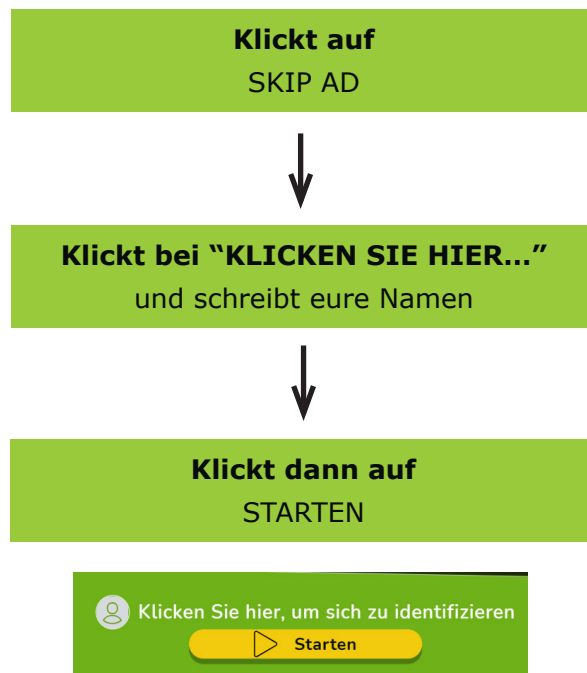 Klickt auf
SKIP AD
Klickt bei “KLICKEN SIE HIER...”
und schreibt eure Namen
Klickt dann auf
STARTEN
Klicken Sie hier, um sich zu identifizieren
Starten